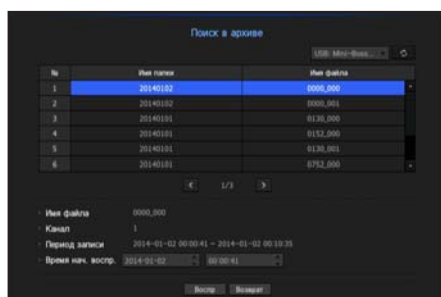 Поиск в архиве
USB: Mini-Boss...
№ Имя папки Имя файла
1 20140102 0000_000
2 20140102 0000_001
3 20140101 0130_000
4 20140101 0152_000
5 20140101 0130_001
6 20140101 0752_000
< 1/3 >
Имя файла 0000_000
Канал 1
Период записи 2014-01-02 00:00:41 ~ 2014-01-02 00:10:35
Время нач. воспр. 2014-01-02 00:00:41
Воспр Возврат